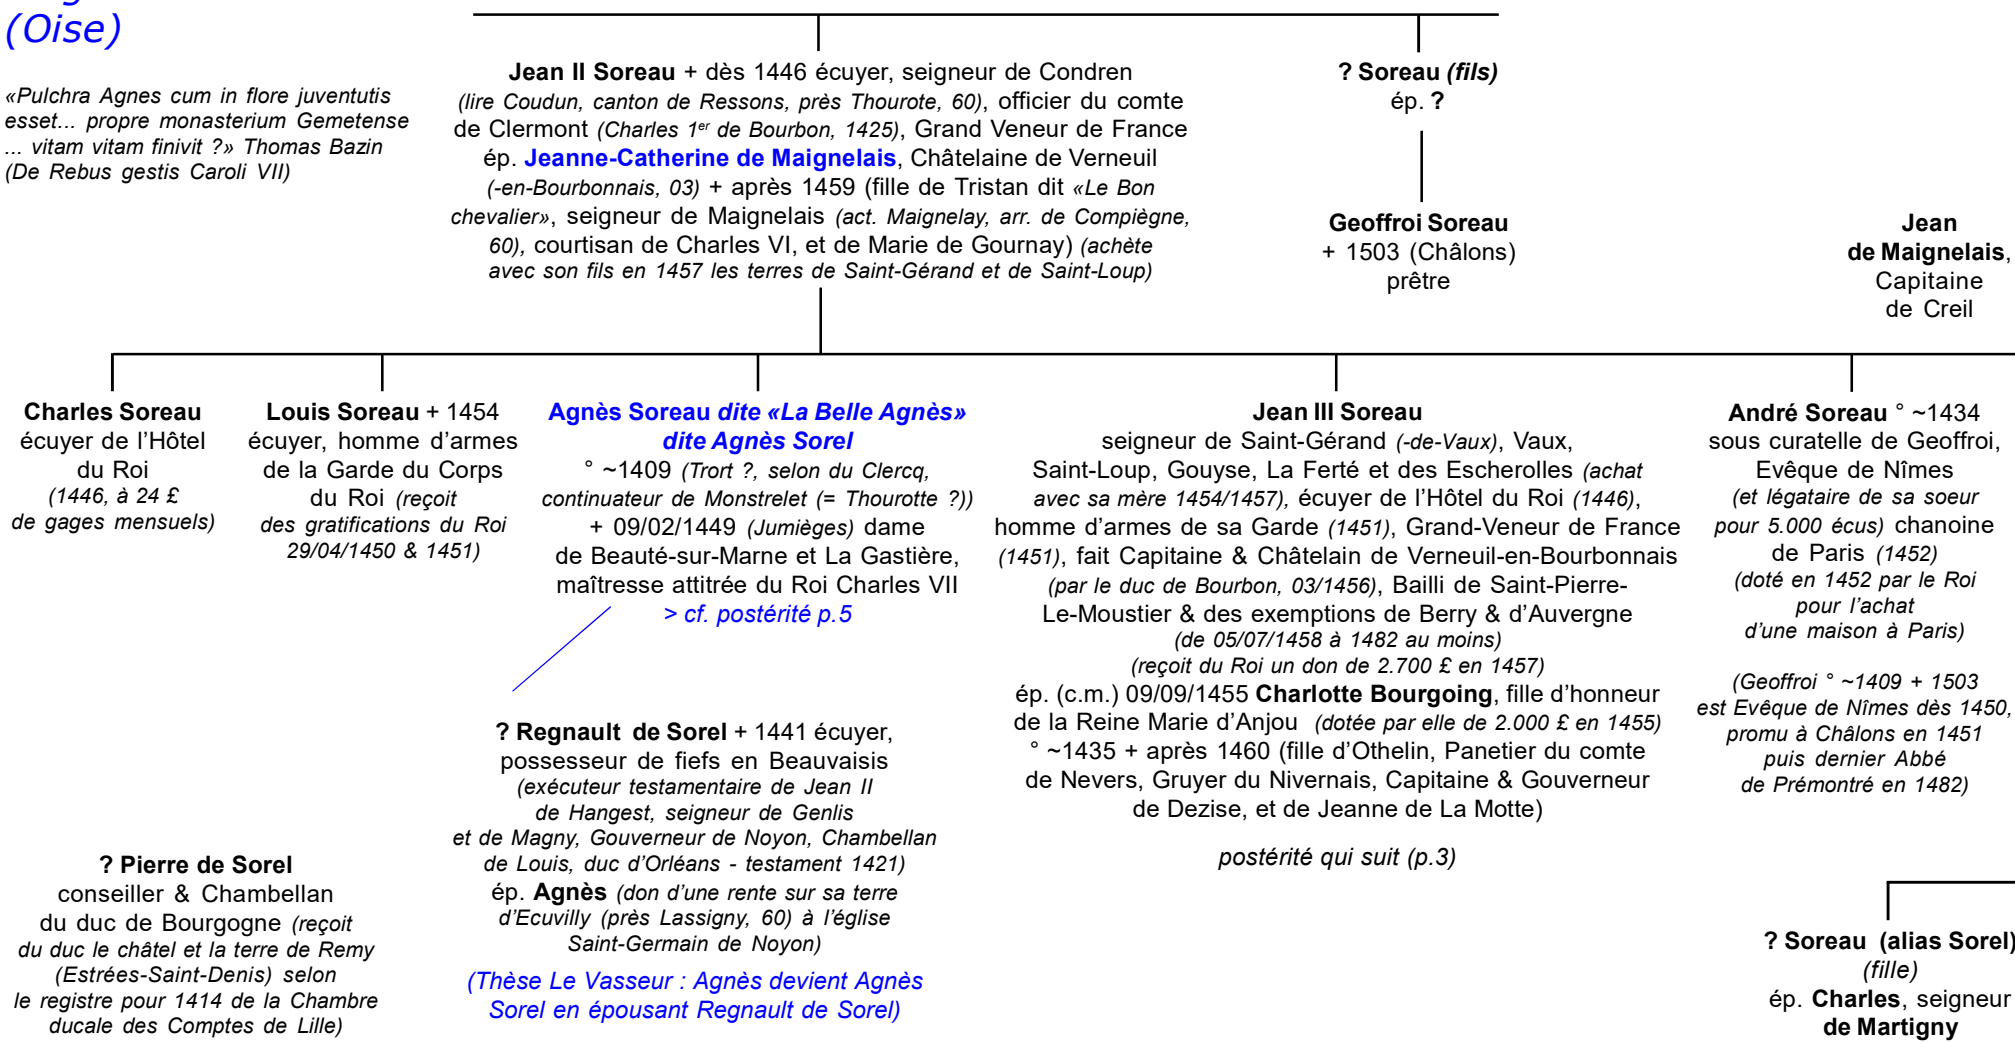 (Oise)
«Pulchra Agnes cum in flore juventutis
esset... propre monasterium Gemetense
... vitam vitam finivit ?» Thomas Bazin
(De Rebus gestis Caroli VII)
Jean II Soreau + dès 1446 écuyer, seigneur de Condren
(lire Coudun, canton de Ressons, près Thourote, 60), officier du comte
de Clermont (Charles 1er de Bourbon, 1425), Grand Veneur de France
ép. Jeanne-Catherine de Maignelais, Châtelaine de Verneuil
(-en-Bourbonnais, 03) + après 1459 (fille de Tristan dit «Le Bon
chevalier», seigneur de Maignelais (act. Maignelay, arr. de Compiègne,
60), courtisan de Charles VI, et de Marie de Gournay) (achète
avec son fils en 1457 les terres de Saint-Gérand et de Saint-Loup)
? Soreau (fils)
ép. ?
Geoffroi Soreau
+ 1503 (Châlons)
prêtre
Jean
de Maignelais,
Capitaine
de Creil
Charles Soreau
écuyer de l'Hôtel
du Roi
(1446, à 24 £
de gages mensuels)
Louis Soreau + 1454
écuyer, homme d'armes
de la Garde du Corps
du Roi (reçoit
des gratifications du Roi
29/04/1450 & 1451)
Agnès Soreau dite «La Belle Agnès»
dite Agnès Sorel
° ~1409 (Trort ?, selon du Clercq,
continuateur de Monstrelet (= Thourotte ?))
+ 09/02/1449 (Jumièges) dame
de Beauté-sur-Marne et La Gastière,
maîtresse attitrée du Roi Charles VII
> cf. postérité p.5
Jean III Soreau
seigneur de Saint-Gérand (-de-Vaux), Vaux,
Saint-Loup, Gouyse, La Ferté et des Escherolles (achat
avec sa mère 1454/1457), écuyer de l'Hôtel du Roi (1446),
homme d'armes de sa Garde (1451), Grand-Veneur de France
(1451), fait Capitaine & Châtelain de Verneuil-en-Bourbonnais
(par le duc de Bourbon, 03/1456), Bailli de Saint-Pierre-
Le-Moustier & des exemptions de Berry & d'Auvergne
(de 05/07/1458 à 1482 au moins)
(reçoit du Roi un don de 2.700 £ en 1457)
ép. (c.m.) 09/09/1455 Charlotte Bourgoing, fille d'honneur
de la Reine Marie d'Anjou (dotée par elle de 2.000 £ en 1455)
° ~1435 + après 1460 (fille d'Othelin, Panetier du comte
de Nevers, Gruyer du Nivernais, Capitaine & Gouverneur
de Dezise, et de Jeanne de La Motte)
postérité qui suit (p.3)
André Soreau ° ~1434
sous curatelle de Geoffroi,
Evêque de Nîmes
(et légataire de sa soeur
pour 5.000 écus) chanoine
de Paris (1452)
(doté en 1452 par le Roi
pour l'achat
d'une maison à Paris)
(Geoffroi ° ~1409 + 1503
est Evêque de Nîmes dès 1450,
promu à Châlons en 1451
puis dernier Abbé
de Prémontré en 1482)
? Regnault de Sorel + 1441 écuyer,
possesseur de fiefs en Beauvaisis
(exécuteur testamentaire de Jean II
de Hangest, seigneur de Genlis
et de Magny, Gouverneur de Noyon, Chambellan
de Louis, duc d'Orléans - testament 1421)
ép. Agnès (don d'une rente sur sa terre
d'Ecuvilly (près Lassigny, 60) à l'église
Saint-Germain de Noyon)
(Thèse Le Vasseur : Agnès devient Agnès
Sorel en épousant Regnault de Sorel)
? Pierre de Sorel
conseiller & Chambellan
du duc de Bourgogne (reçoit
du duc le châtel et la terre de Remy
(Estrées-Saint-Denis) selon
le registre pour 1414 de la Chambre
ducale des Comptes de Lille)
? Soreau (alias Sorel)
(fille)
ép. Charles, seigneur
de Martigny